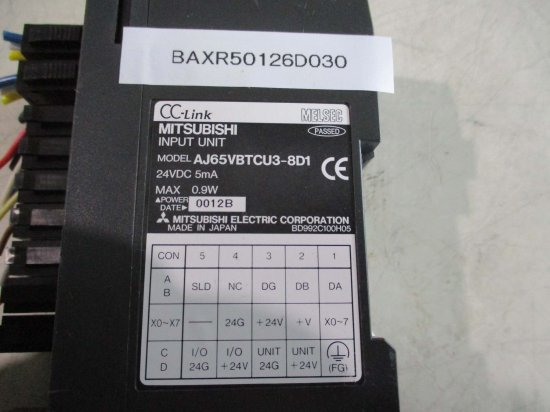 BAXR50126D030
CC-Link MELSEC
MITSUBISHI PASSED
INPUT UNIT
MODEL AJ65VBTCU3-8D1
24VDC 5mA CE
MAX 0.9W
▲POWER
DATE▶ 0012B
MITSUBISHI ELECTRIC CORPORATION
MADE IN JAPAN BD992C100H05
CON 5 4 3 2 1
A B SLD NC DG DB DA
X0~X7 — 24G +24V +V X0~7
C D I/O 24G I/O +24V UNIT 24G UNIT +24V (FG)